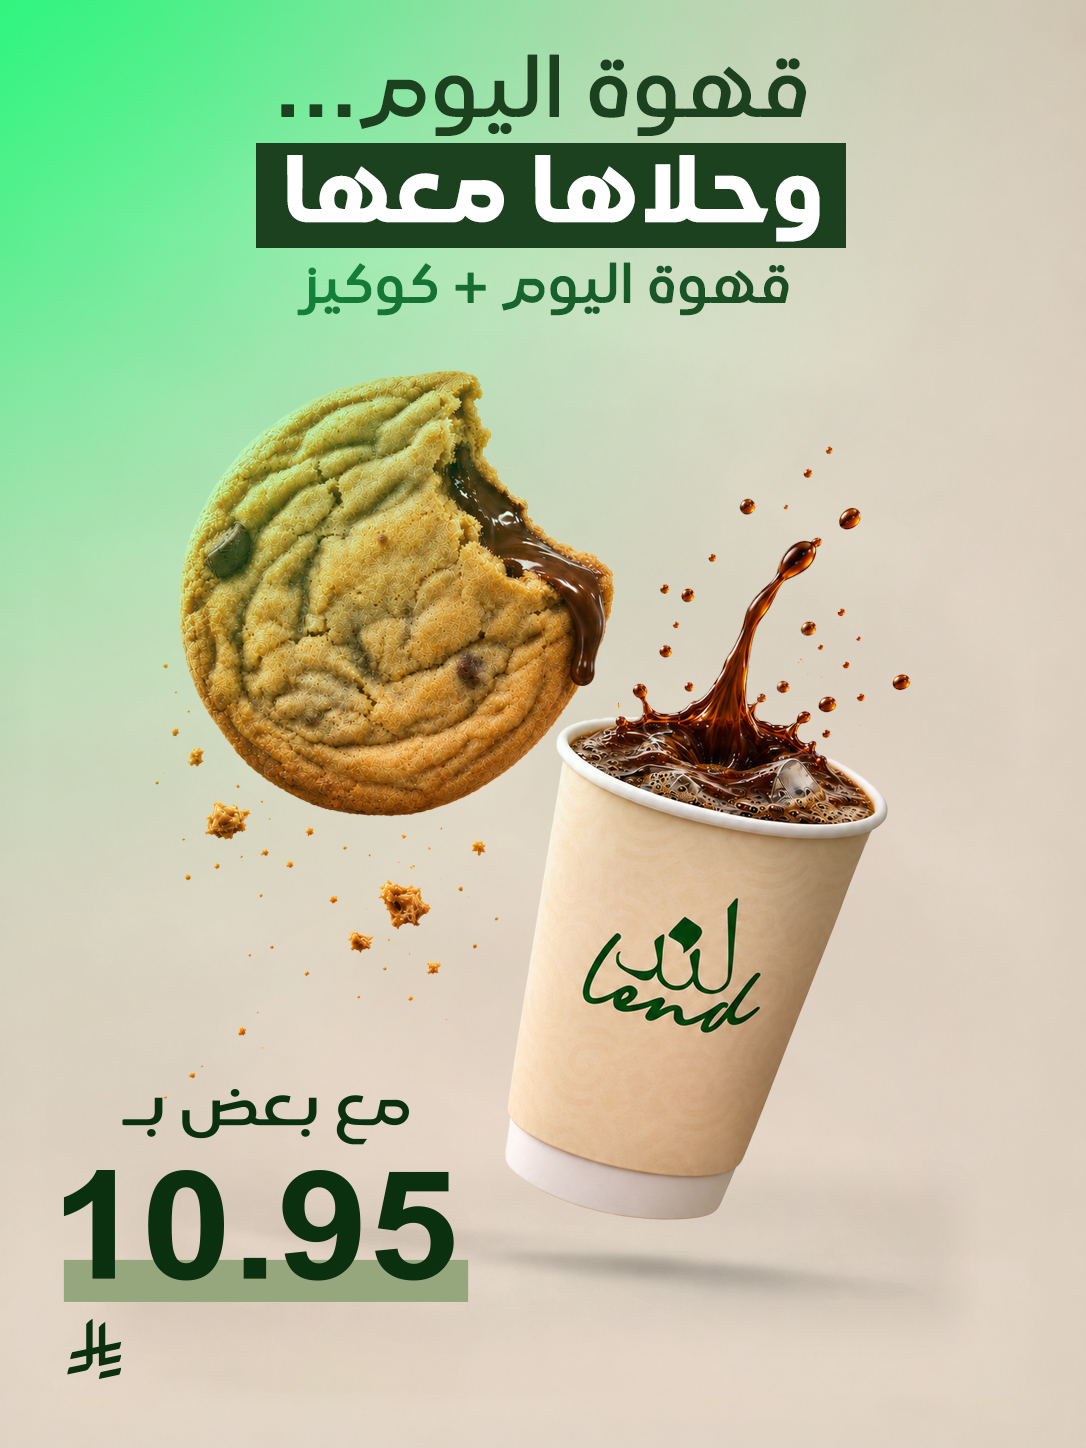 قهوة اليوم...
وحلاها معها
قهوة اليوم + كوكيز
لند
lend
مع بعض بـ
10.95
⃁